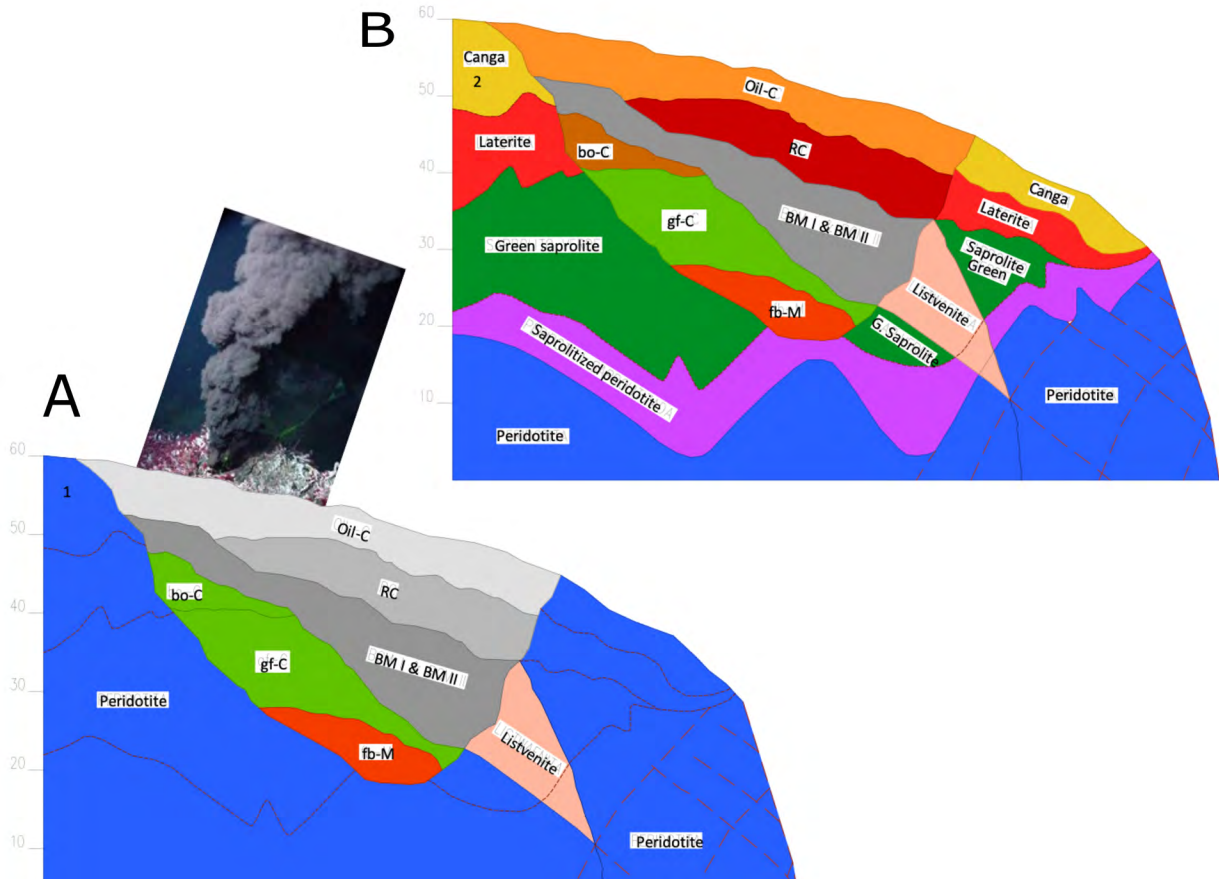 B
60
50
40
30
20
10
Canga
2
Oil-C
Laterite
bo-C
RC
Canga
gf-C
BM I & BM II
Laterite
Green saprolite
Saprolite
Green
Listvenite
fb-M
G. Saprolite
Saprolitized peridotite
Peridotite
Peridotite
A
60
50
40
30
20
10
1
Oil-C
bo-C
RC
gf-C
BM I & BM II
Peridotite
fb-M
Listvenite
Peridotite